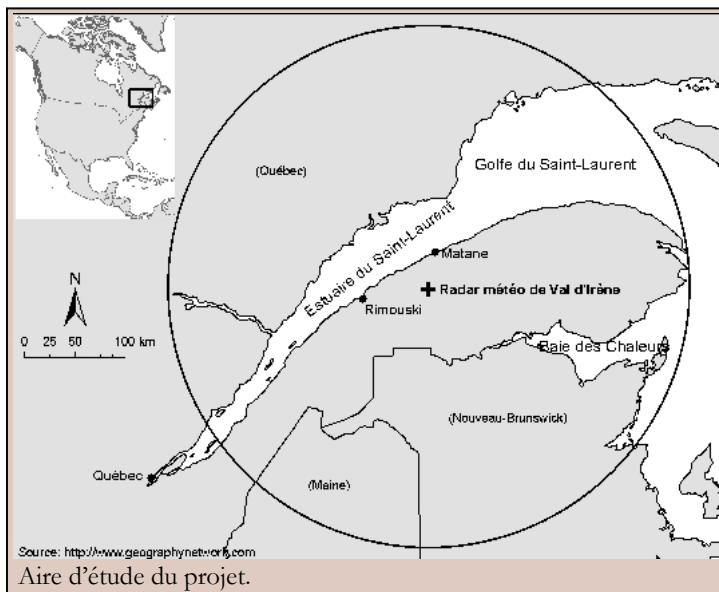 (Québec)
Golfe du Saint-Laurent
Estuaire du Saint-Laurent
Matane
N
Radar météo de Val d'Irène
Rimouski
0 25 50 100 km
Baie des Chaleurs
(Nouveau-Brunswick)
Québec
(Maine)
Source: http://www.geographynetwork.com
Aire d'étude du projet.